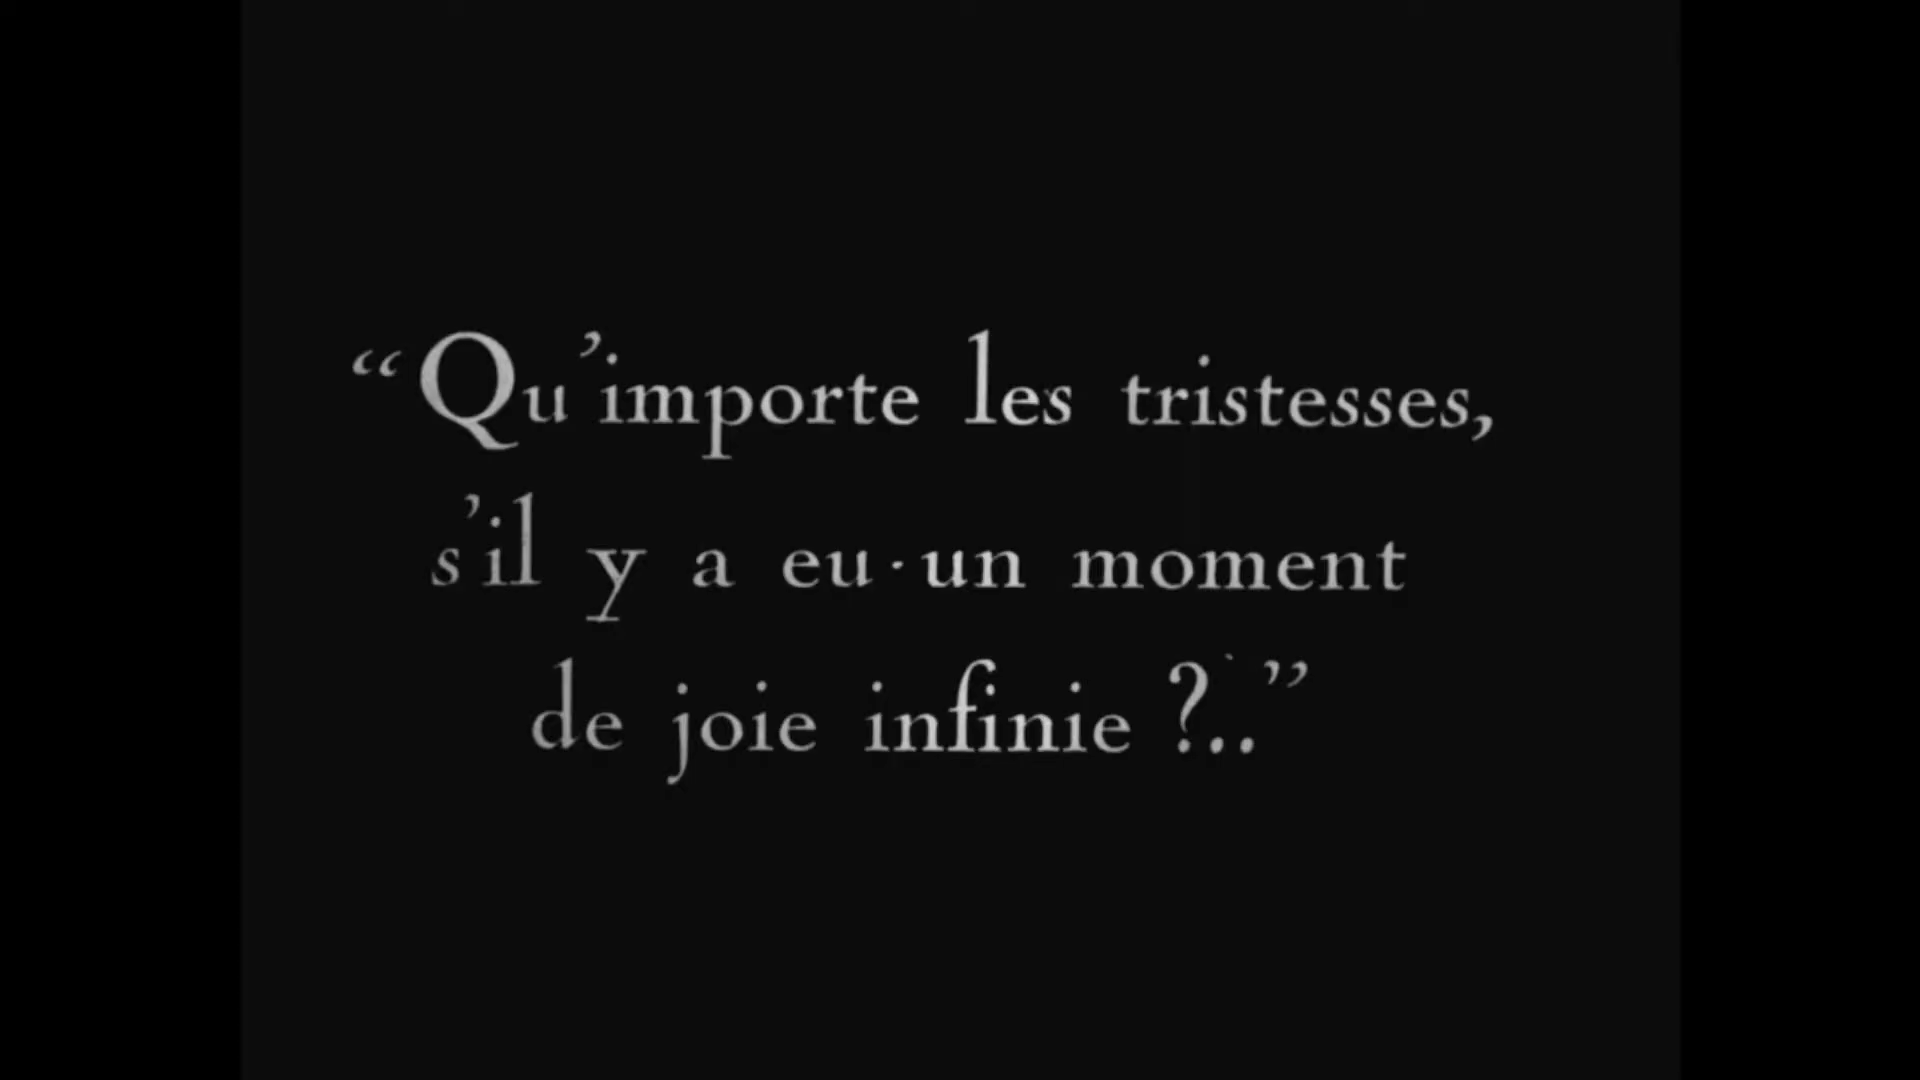 “Qu’importe les tristesses,
s’il y a eu·un moment
de joie infinie ?..”